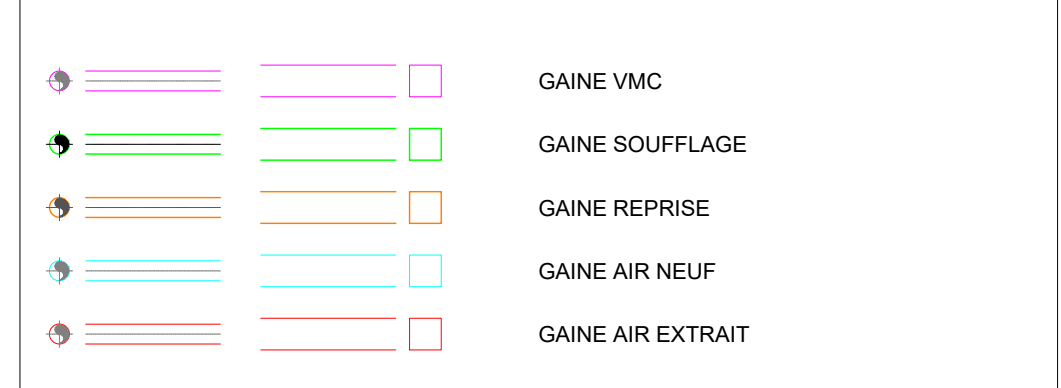 GAINE VMC
GAINE SOUFFLAGE
GAINE REPRISE
GAINE AIR NEUF
GAINE AIR EXTRAIT